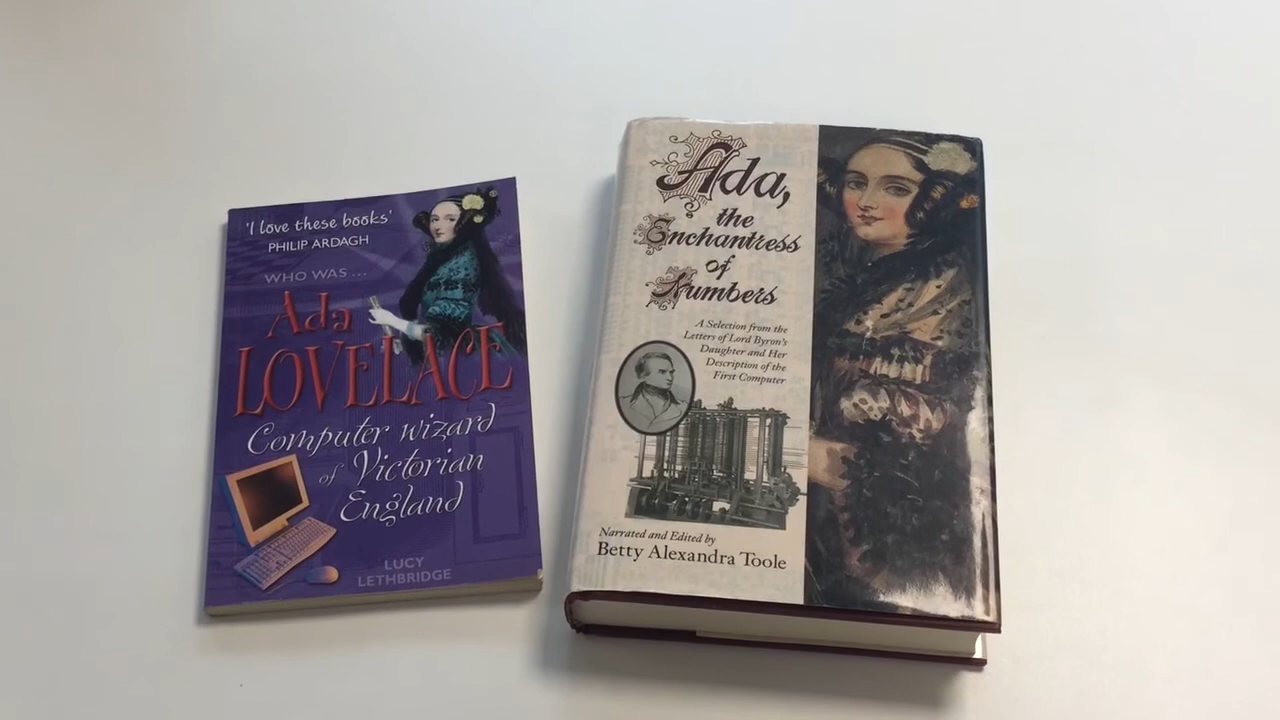 'I love these books'
PHILIP ARDAGH
WHO WAS ...
Ada
LOVELACE
Computer wizard
of Victorian
England
LUCY
LETHBRIDGE
Ada,
the
Enchantress
of
Numbers
A Selection from the
Letters of Lord Byron's
Daughter and Her
Description of the
First Computer
Narrated and Edited by
Betty Alexandra Toole